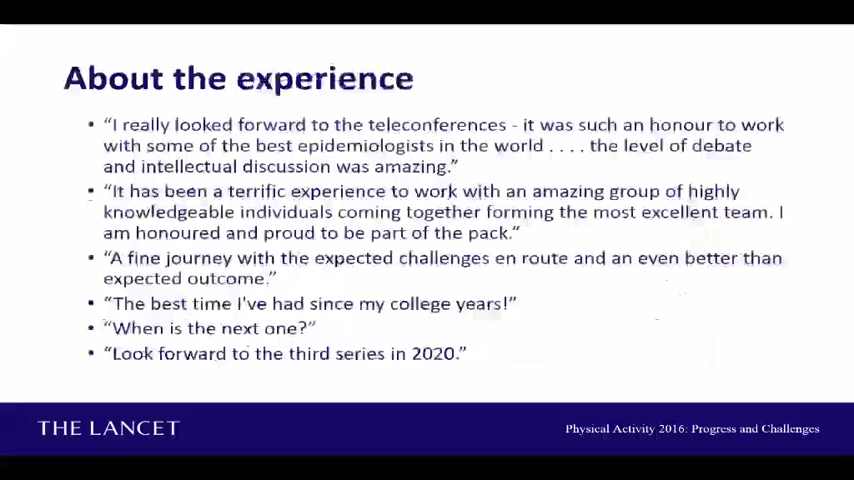 About the experience
• “I really looked forward to the teleconferences - it was such an honour to work
with some of the best epidemiologists in the world . . . . the level of debate
and intellectual discussion was amazing.”
• “It has been a terrific experience to work with an amazing group of highly
knowledgeable individuals coming together forming the most excellent team. I
am honoured and proud to be part of the pack.”
• “A fine journey with the expected challenges en route and an even better than
expected outcome.”
• “The best time I've had since my college years!”
• “When is the next one?”
• “Look forward to the third series in 2020.”
THE LANCET
Physical Activity 2016: Progress and Challenges